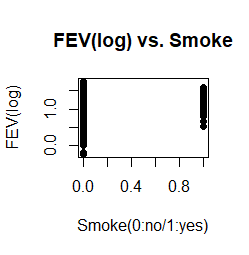 FEV(log) vs. Smoke
FEV(log)
1.0
0.0
0.0 0.4 0.8
Smoke(0:no/1:yes)